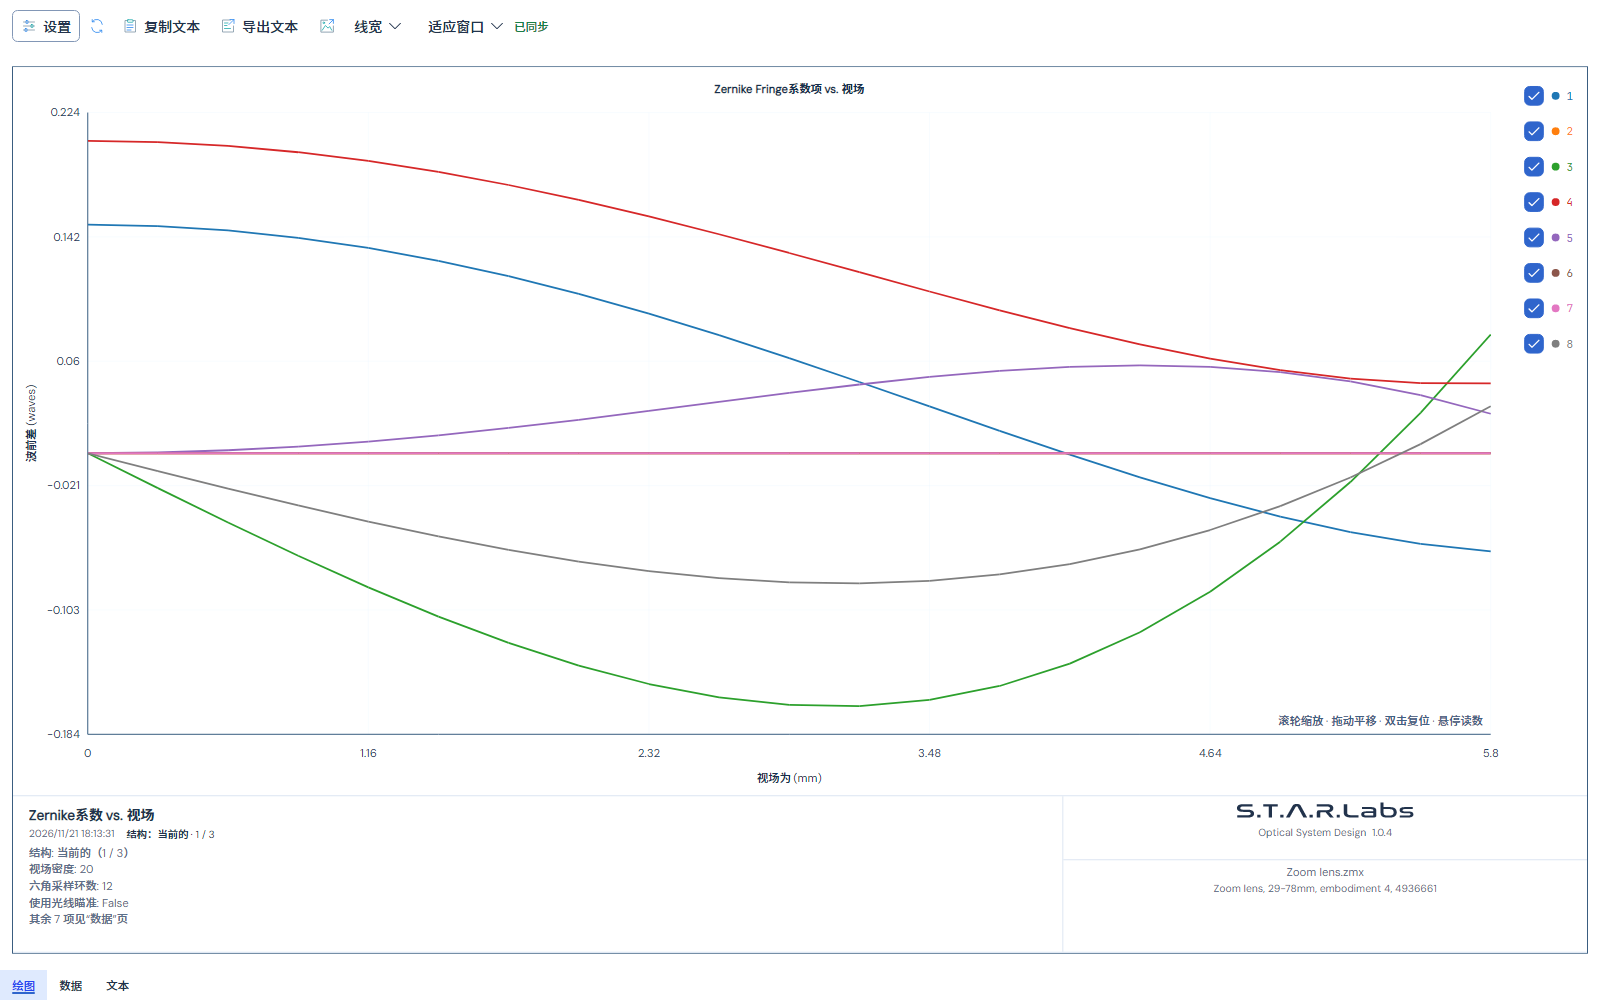 设置 复制文本 导出文本 线宽 适应窗口 已同步
Zernike Fringe系数项 vs. 视场
0.224
0.142
0.06
-0.021
-0.103
-0.184
波前差 (waves)
0 1.16 2.32 3.48 4.64 5.8
视场为 (mm)
滚轮缩放 · 拖动平移 · 双击复位 · 悬停读数
1
2
3
4
5
6
7
8
Zernike系数 vs. 视场
2026/11/21 18:13:31 结构：当前的 · 1 / 3
结构: 当前的（1 / 3）
视场密度: 20
六角采样环数: 12
使用光线瞄准: False
其余 7 项见“数据”页
S.T.A.R.Labs
Optical System Design 1.0.4
Zoom lens.zmx
Zoom lens, 29-78mm, embodiment 4, 4936661
绘图 数据 文本